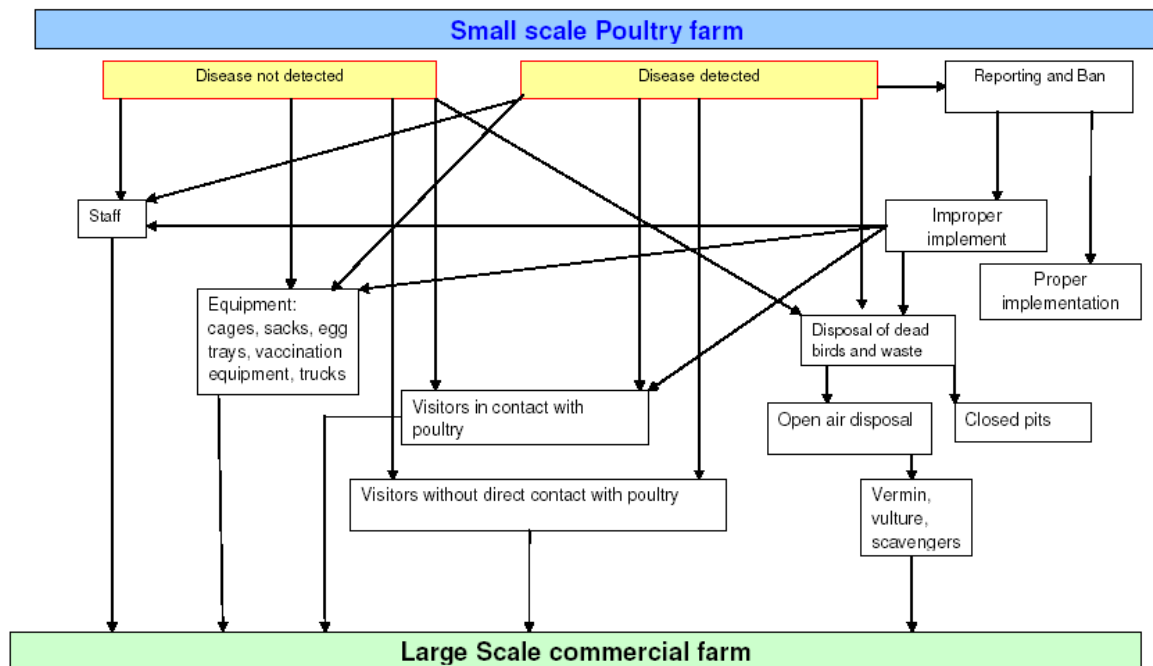 Small scale Poultry farm
Disease not detected
Disease detected
Reporting and Ban
Staff
Improper
implement
Proper
implementation
Equipment:
cages, sacks, egg
trays, vaccination
equipment, trucks
Disposal of dead
birds and waste
Visitors in contact with
poultry
Open air disposal
Closed pits
Visitors without direct contact with poultry
Vermin,
vulture,
scavengers
Large Scale commercial farm